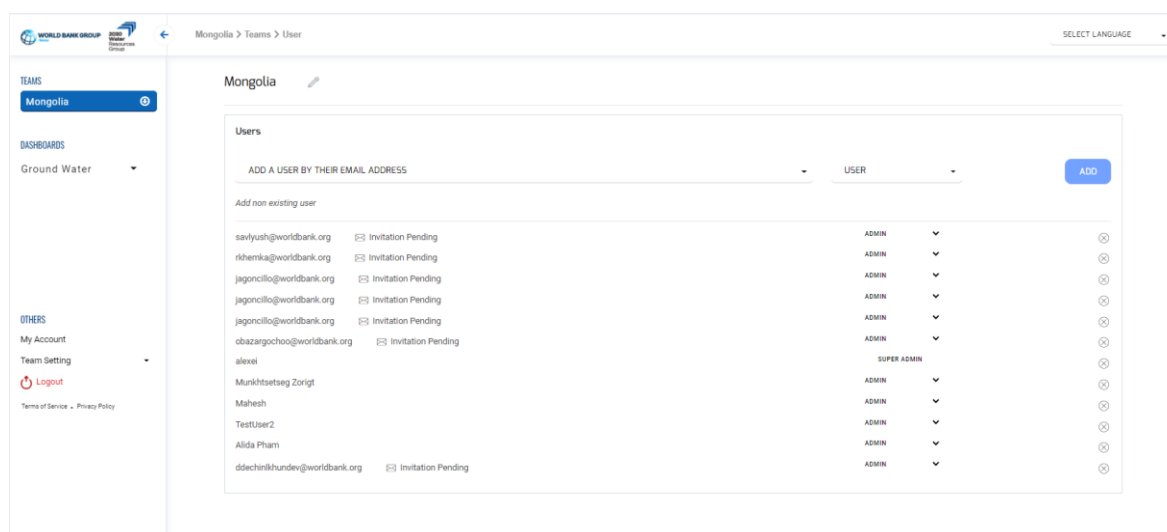 WORLD BANK GROUP
2030
Water
Resources
Group
Mongolia > Teams > User
SELECT LANGUAGE
TEAMS
Mongolia
DASHBOARDS
Ground Water
OTHERS
My Account
Team Setting
Logout
Terms of Service . Privacy Policy
Mongolia
Users
ADD A USER BY THEIR EMAIL ADDRESS USER ADD
Add non existing user
savlyush@worldbank.org Invitation Pending ADMIN
rkhemka@worldbank.org Invitation Pending ADMIN
jagoncillo@worldbank.org Invitation Pending ADMIN
jagoncillo@worldbank.org Invitation Pending ADMIN
jagoncillo@worldbank.org Invitation Pending ADMIN
obazargochoo@worldbank.org Invitation Pending ADMIN
alexei SUPER ADMIN
Munkhtsetseg Zorigt ADMIN
Mahesh ADMIN
TestUser2 ADMIN
Alida Pham ADMIN
ddechinlkhundev@worldbank.org Invitation Pending ADMIN